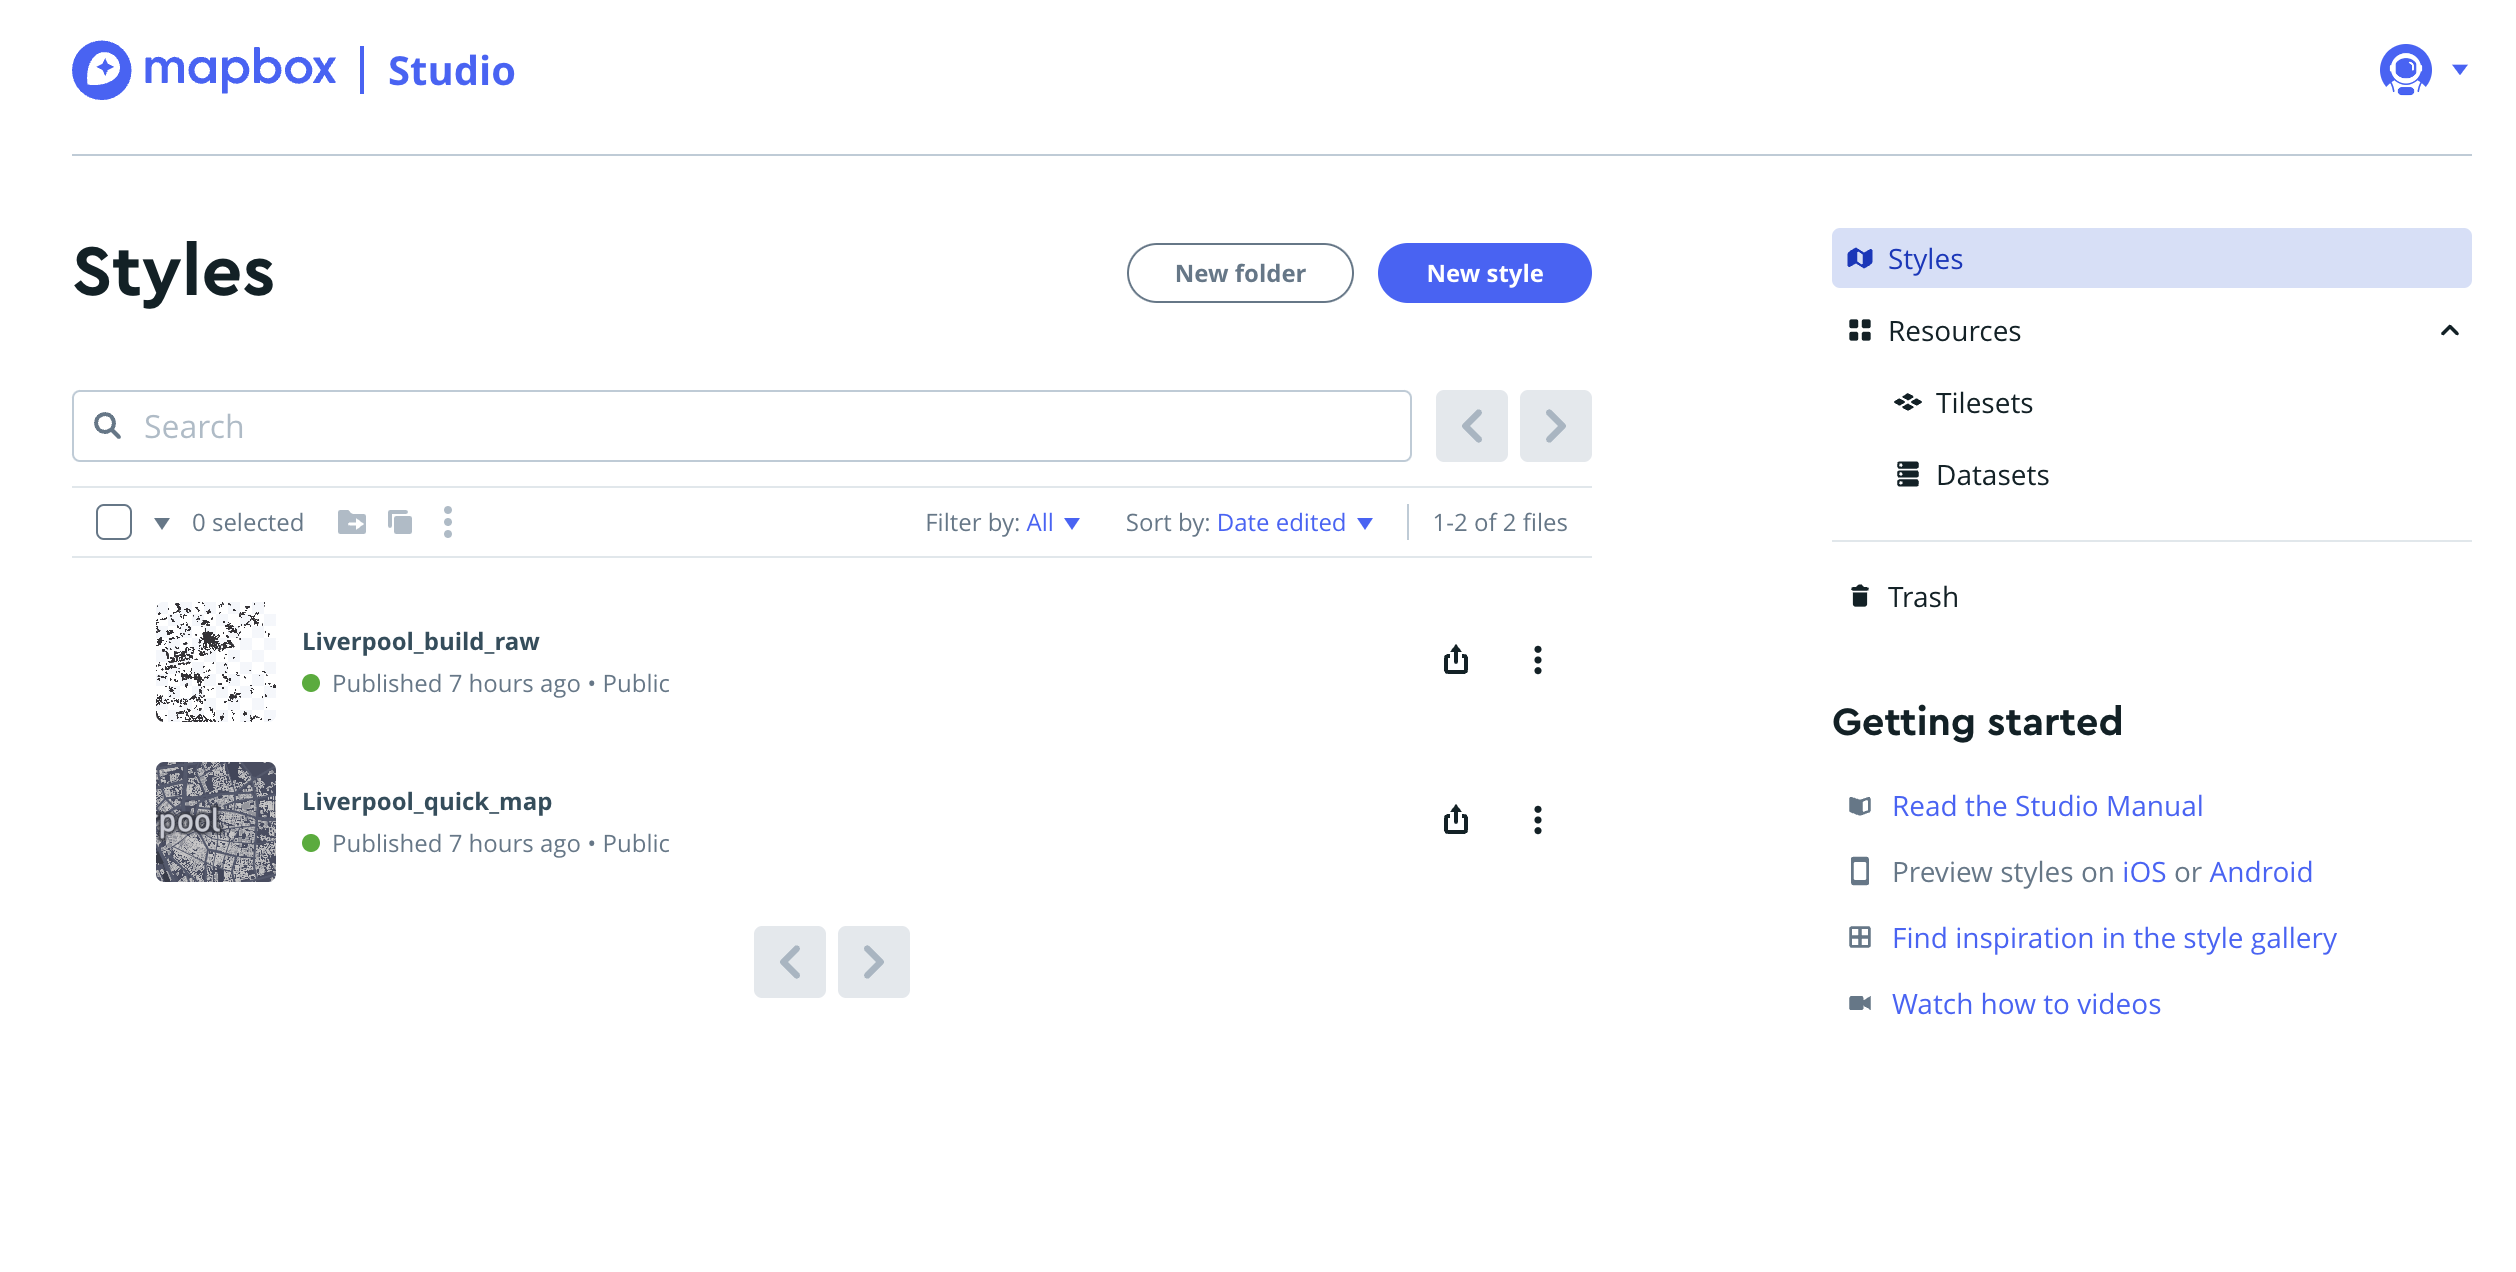 mapbox | Studio
Styles
New folder
New style
Search
0 selected
Filter by: All
Sort by: Date edited
1-2 of 2 files
Liverpool_build_raw
Published 7 hours ago • Public
pool
Liverpool_quick_map
Published 7 hours ago • Public
Styles
Resources
Tilesets
Datasets
Trash
Getting started
Read the Studio Manual
Preview styles on iOS or Android
Find inspiration in the style gallery
Watch how to videos